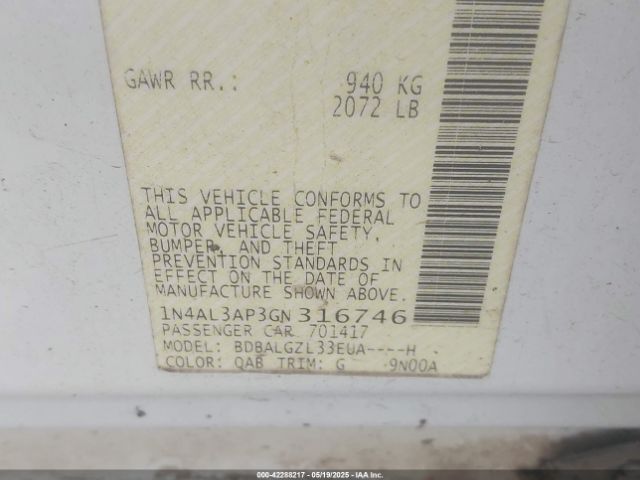 GAWR RR.: 940 KG
2072 LB
THIS VEHICLE CONFORMS TO
ALL APPLICABLE FEDERAL
MOTOR VEHICLE SAFETY,
BUMPER, AND THEFT
PREVENTION STANDARDS IN
EFFECT ON THE DATE OF
MANUFACTURE SHOWN ABOVE.
1N4AL3AP3GN316746
PASSENGER CAR 701417
MODEL: BDBALGZL33EUA----H
COLOR: QAB TRIM: G 9N00A
000-42288217 - 05/19/2025 - IAA Inc.